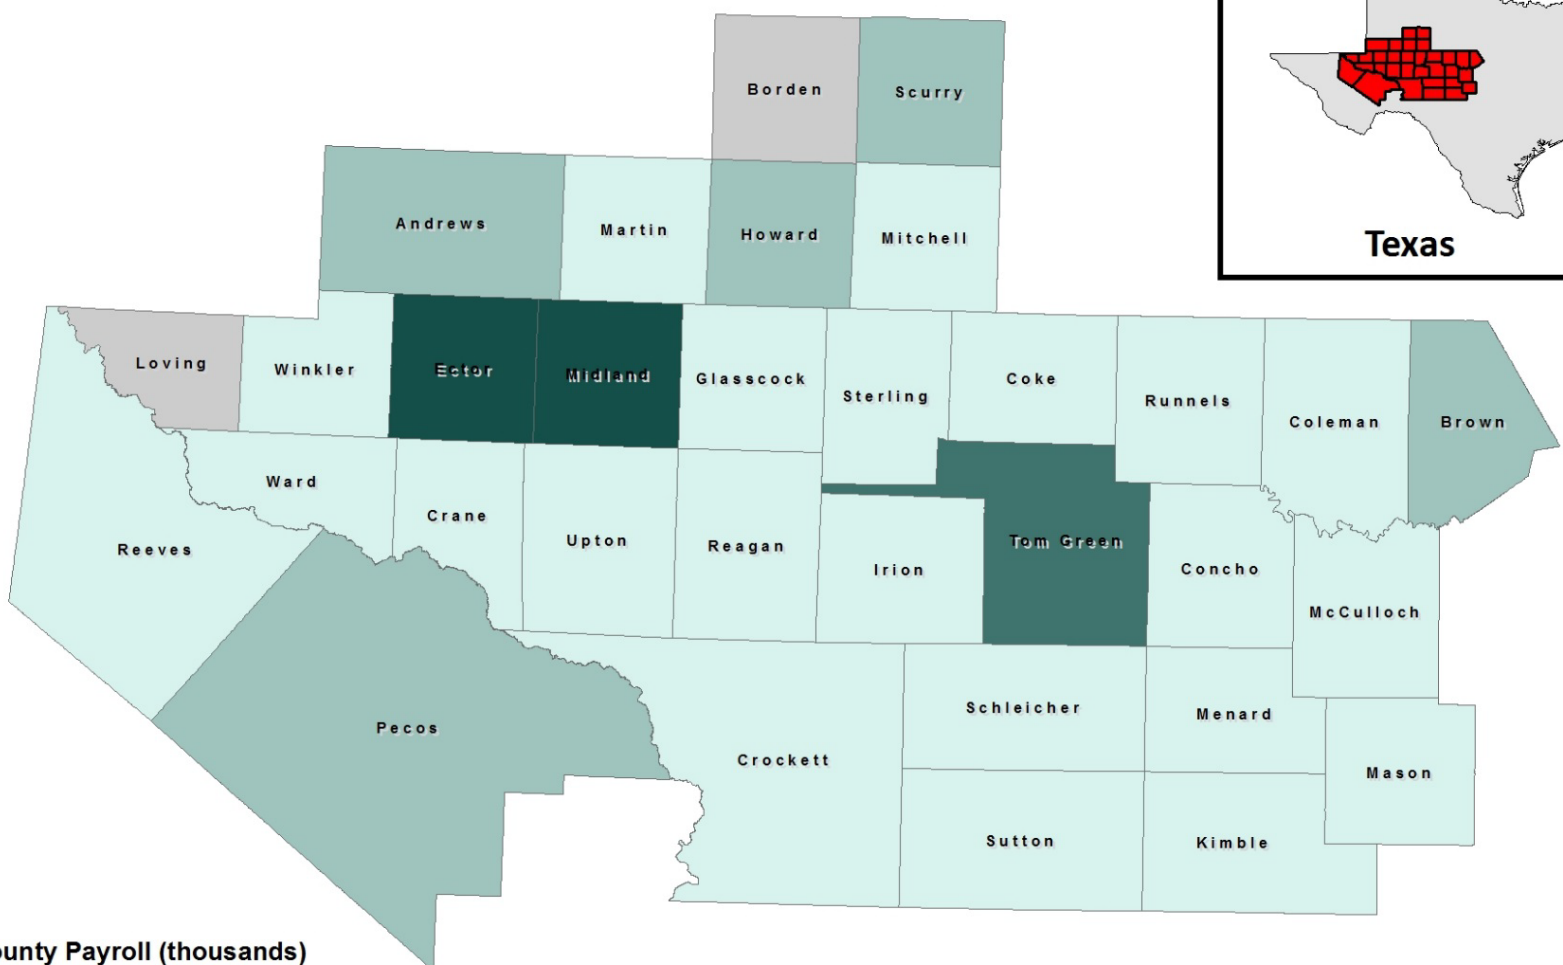 Borden
Scurry
Texas
Andrews
Martin
Howard
Mitchell
Loving
Winkler
Ector
Midland
Glasscock
Sterling
Coke
Runnels
Coleman
Brown
Ward
Crane
Upton
Reagan
Irion
Tom Green
Concho
McCulloch
Reeves
Pecos
Crockett
Schleicher
Menard
Mason
Sutton
Kimble
ounty Payroll (thousands)